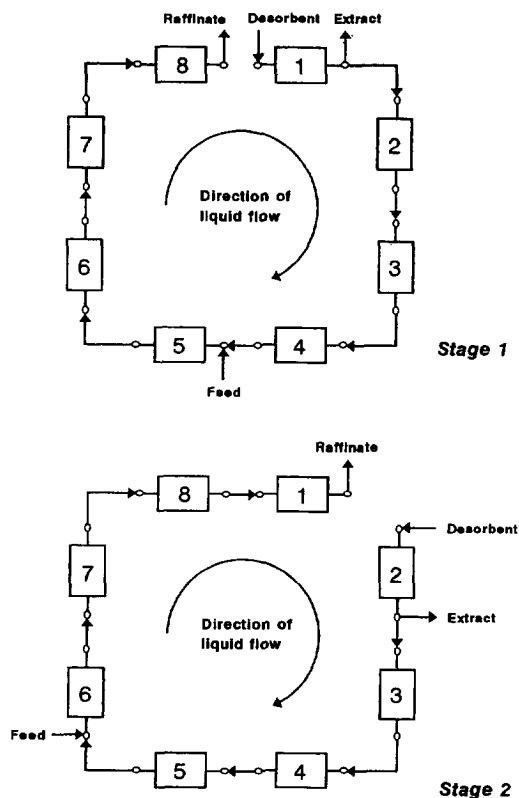 Raffinate
Desorbent
Extract
8
1
7
2
Direction of
liquid flow
6
3
5
4
Stage 1
Feed
Raffinate
8
1
Desorbent
7
2
Direction of
liquid flow
Extract
6
3
Feed
5
4
Stage 2